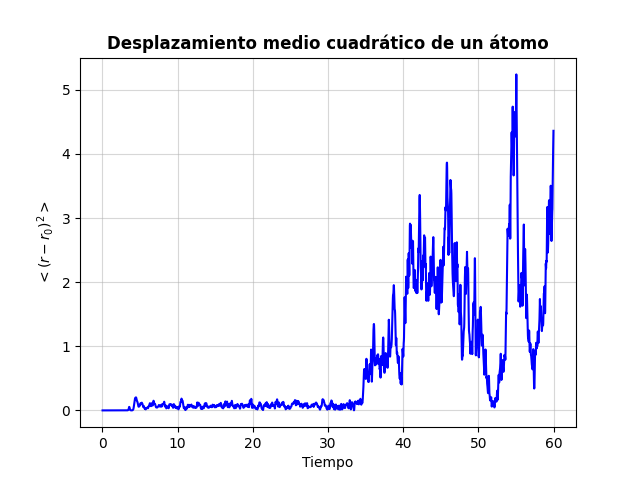 Desplazamiento medio cuadrático de un átomo
< (r − r₀)² >
5
4
3
2
1
0
0 10 20 30 40 50 60
Tiempo